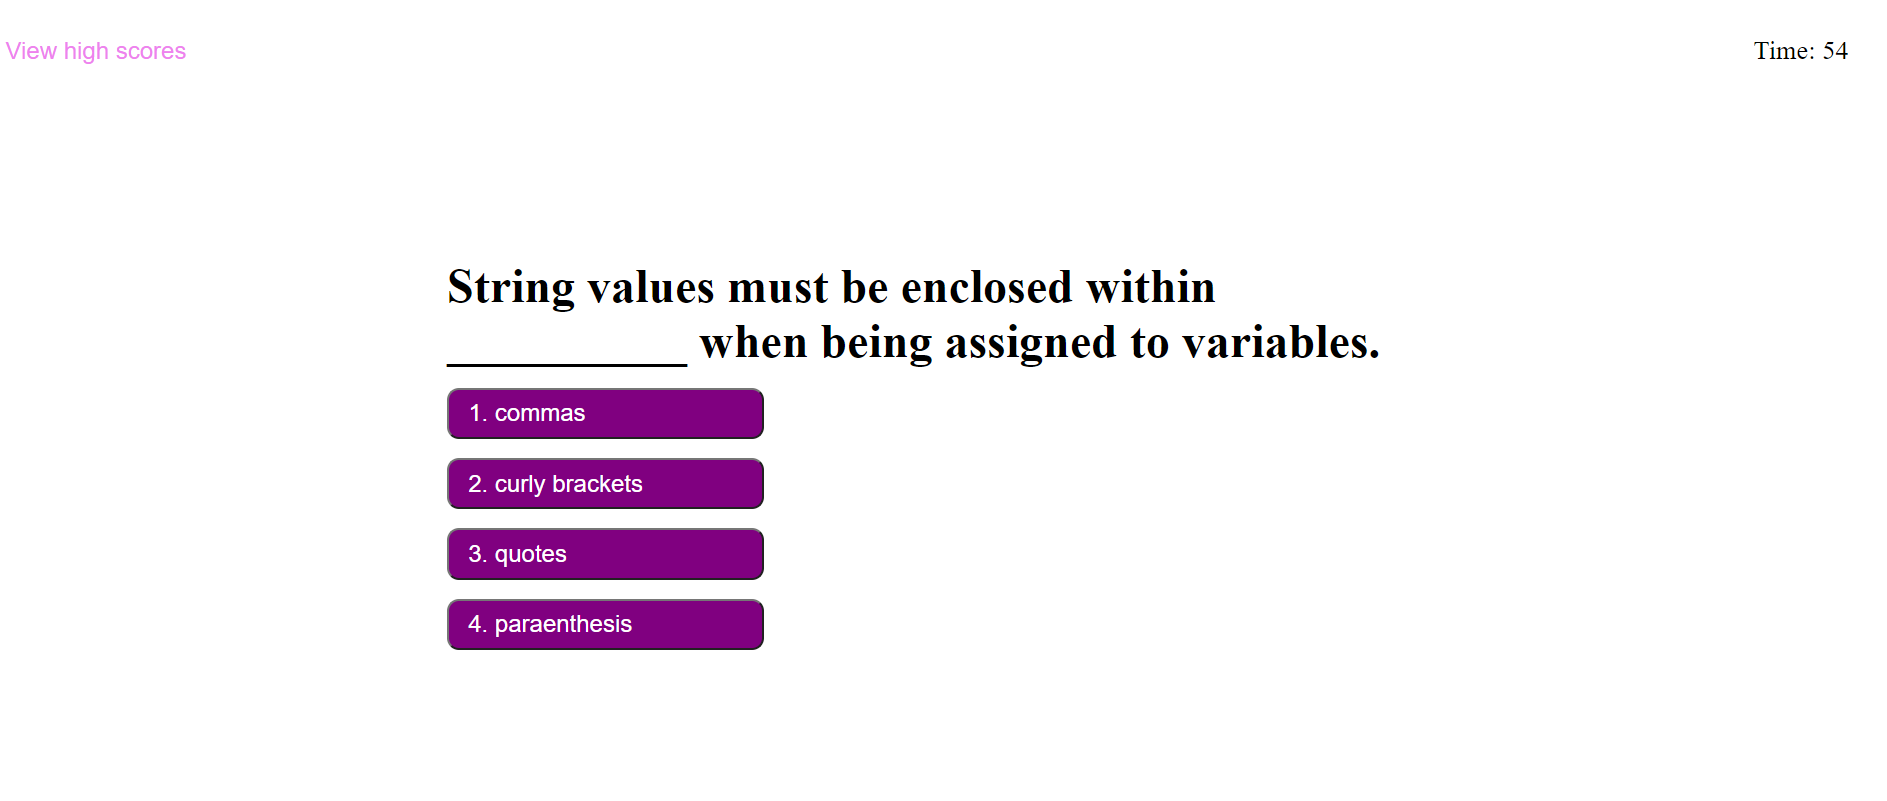 View high scores
Time: 54
String values must be enclosed within
__________ when being assigned to variables.
1. commas
2. curly brackets
3. quotes
4. paraenthesis